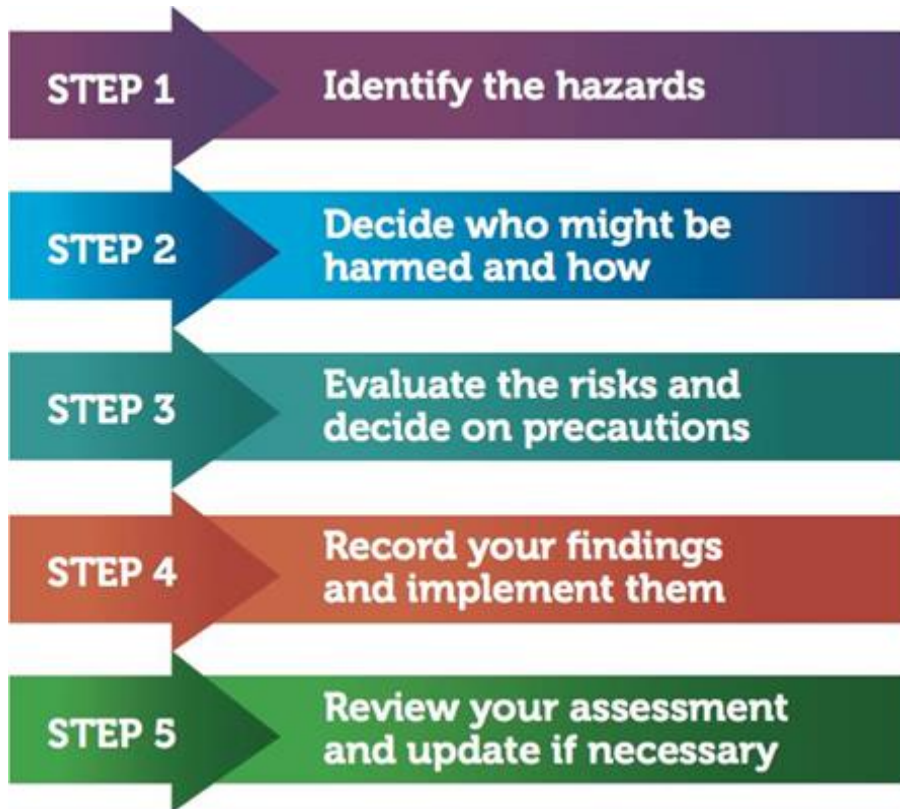 STEP 1
Identify the hazards
STEP 2
Decide who might be
harmed and how
STEP 3
Evaluate the risks and
decide on precautions
STEP 4
Record your findings
and implement them
STEP 5
Review your assessment
and update if necessary